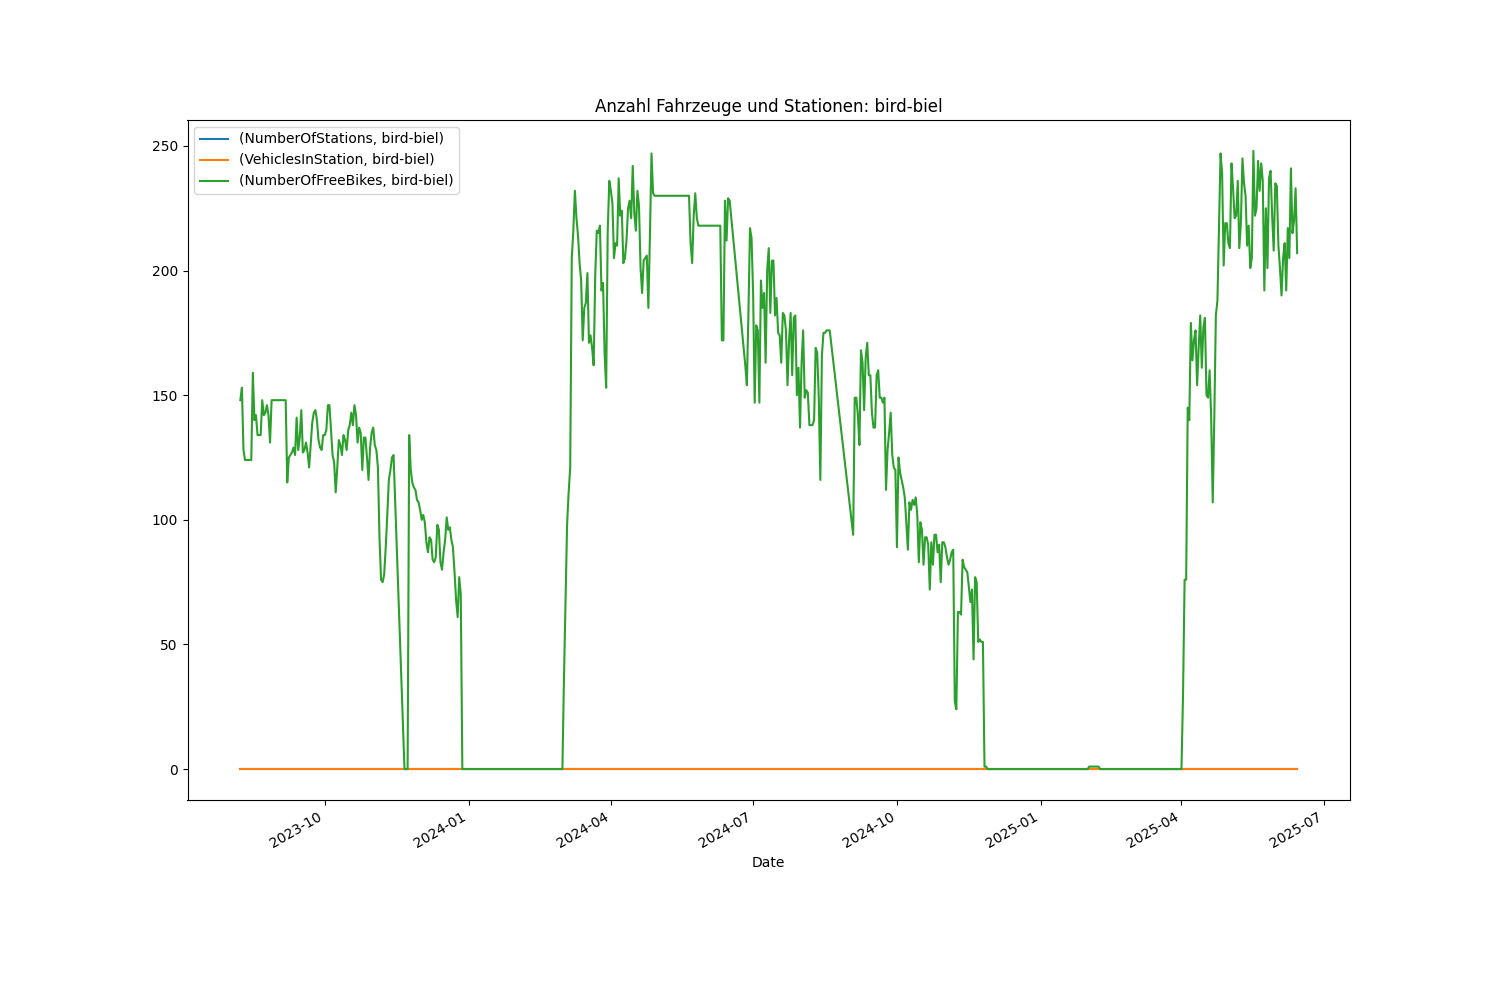 Anzahl Fahrzeuge und Stationen: bird-biel
(NumberOfStations, bird-biel)
(VehiclesInStation, bird-biel)
(NumberOfFreeBikes, bird-biel)
250
200
150
100
50
0
2023-10
2024-01
2024-04
2024-07
2024-10
2025-01
2025-04
2025-07
Date